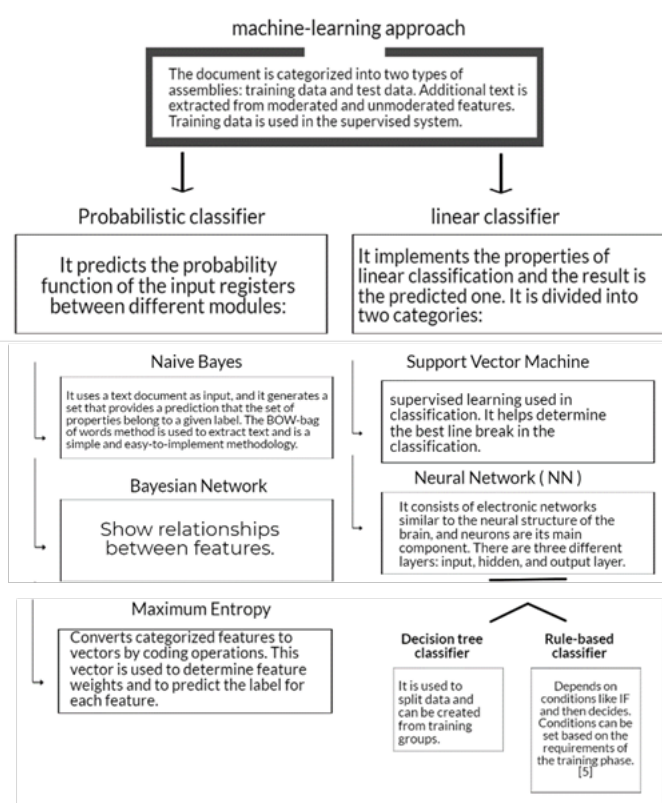 machine-learning approach
The document is categorized into two types of
assemblies: training data and test data. Additional text is
extracted from moderated and unmoderated features.
Training data is used in the supervised system.
Probabilistic classifier
It predicts the probability
function of the input registers
between different modules:
linear classifier
It implements the properties of
linear classification and the result is
the predicted one. It is divided into
two categories:
Naive Bayes
It uses a text document as input, and it generates a
set that provides a prediction that the set of
properties belong to a given label. The BOW-bag
of words method is used to extract text and is a
simple and easy-to-implement methodology.
Support Vector Machine
supervised learning used in
classification. It helps determine
the best line break in the
classification.
Bayesian Network
Show relationships
between features.
Neural Network ( NN )
It consists of electronic networks
similar to the neural structure of the
brain, and neurons are its main
component. There are three different
layers: input, hidden, and output layer.
Maximum Entropy
Converts categorized features to
vectors by coding operations. This
vector is used to determine feature
weights and to predict the label for
each feature.
Decision tree
classifier
It is used to
split data and
can be created
from training
groups.
Rule-based
classifier
Depends on
conditions like IF
and then decides.
Conditions can be
set based on the
requirements of
the training phase.
[5]